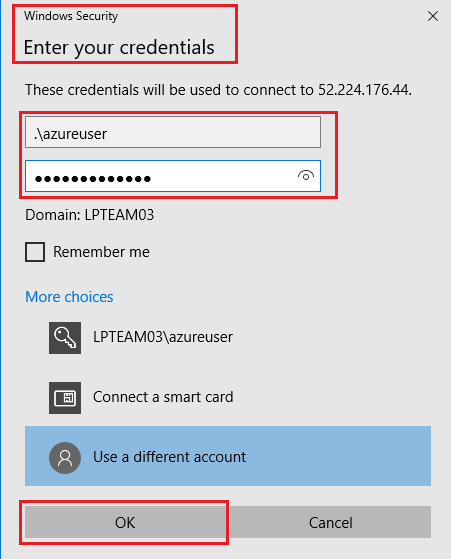 Windows Security
Enter your credentials
These credentials will be used to connect to 52.224.176.44.
.\azureuser
●●●●●●●●●●●●●
Domain: LPTEAM03
Remember me
More choices
LPTEAM03\azureuser
Connect a smart card
Use a different account
OK
Cancel